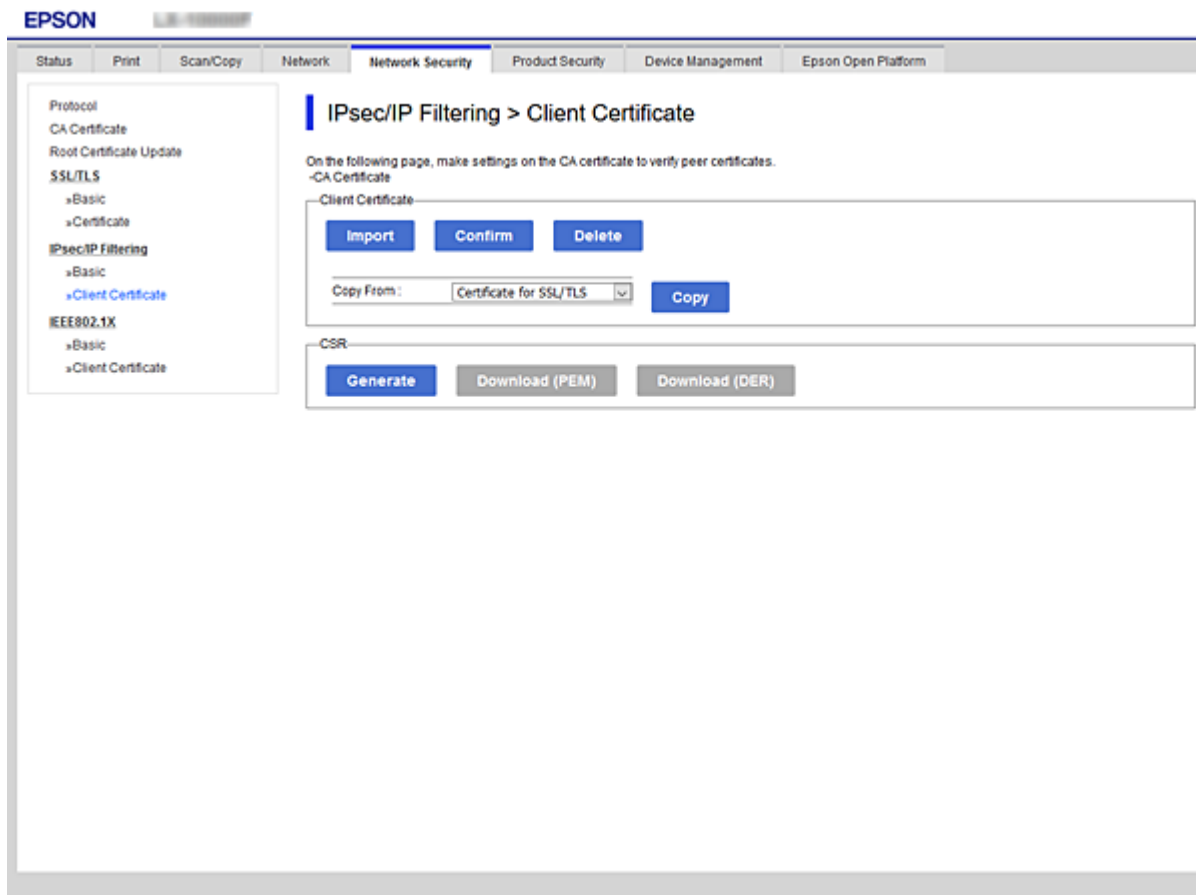 EPSON
Status Print Scan/Copy Network Network Security Product Security Device Management Epson Open Platform
Protocol
CA Certificate
Root Certificate Update
SSL/TLS
»Basic
»Certificate
IPsec/IP Filtering
»Basic
»Client Certificate
IEEE802.1X
»Basic
»Client Certificate
IPsec/IP Filtering > Client Certificate
On the following page, make settings on the CA certificate to verify peer certificates.
-CA Certificate
Client Certificate
Import Confirm Delete
Copy From : Certificate for SSL/TLS Copy
CSR
Generate Download (PEM) Download (DER)